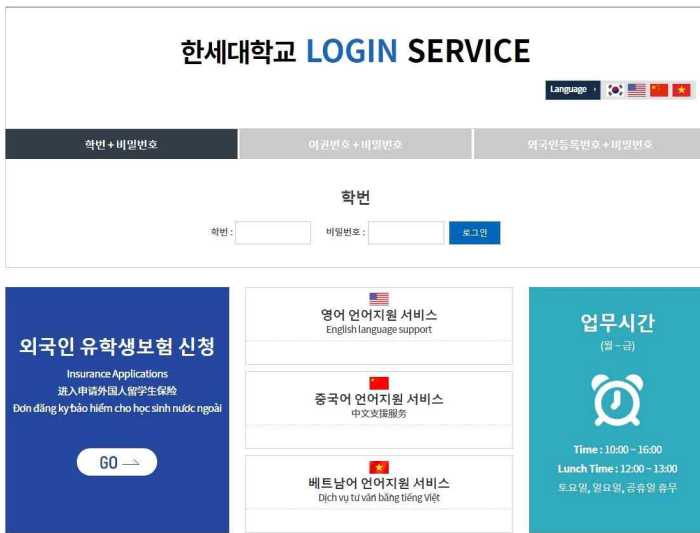 한세대학교 LOGIN SERVICE
Language
학번 + 비밀번호
여권번호 + 비밀번호
외국인등록번호 + 비밀번호
학번
학번 :
비밀번호 :
로그인
외국인 유학생보험 신청
Insurance Applications
进入申请外国人留学生保险
Đơn đăng ký bảo hiểm cho học sinh nước ngoài
GO
영어 언어지원 서비스
English language support
중국어 언어지원 서비스
中文支援服务
베트남어 언어지원 서비스
Dịch vụ tư vấn bằng tiếng Việt
업무시간
(월 ~ 금)
Time : 10:00 ~ 16:00
Lunch Time : 12:00 ~ 13:00
토요일, 일요일, 공휴일 휴무